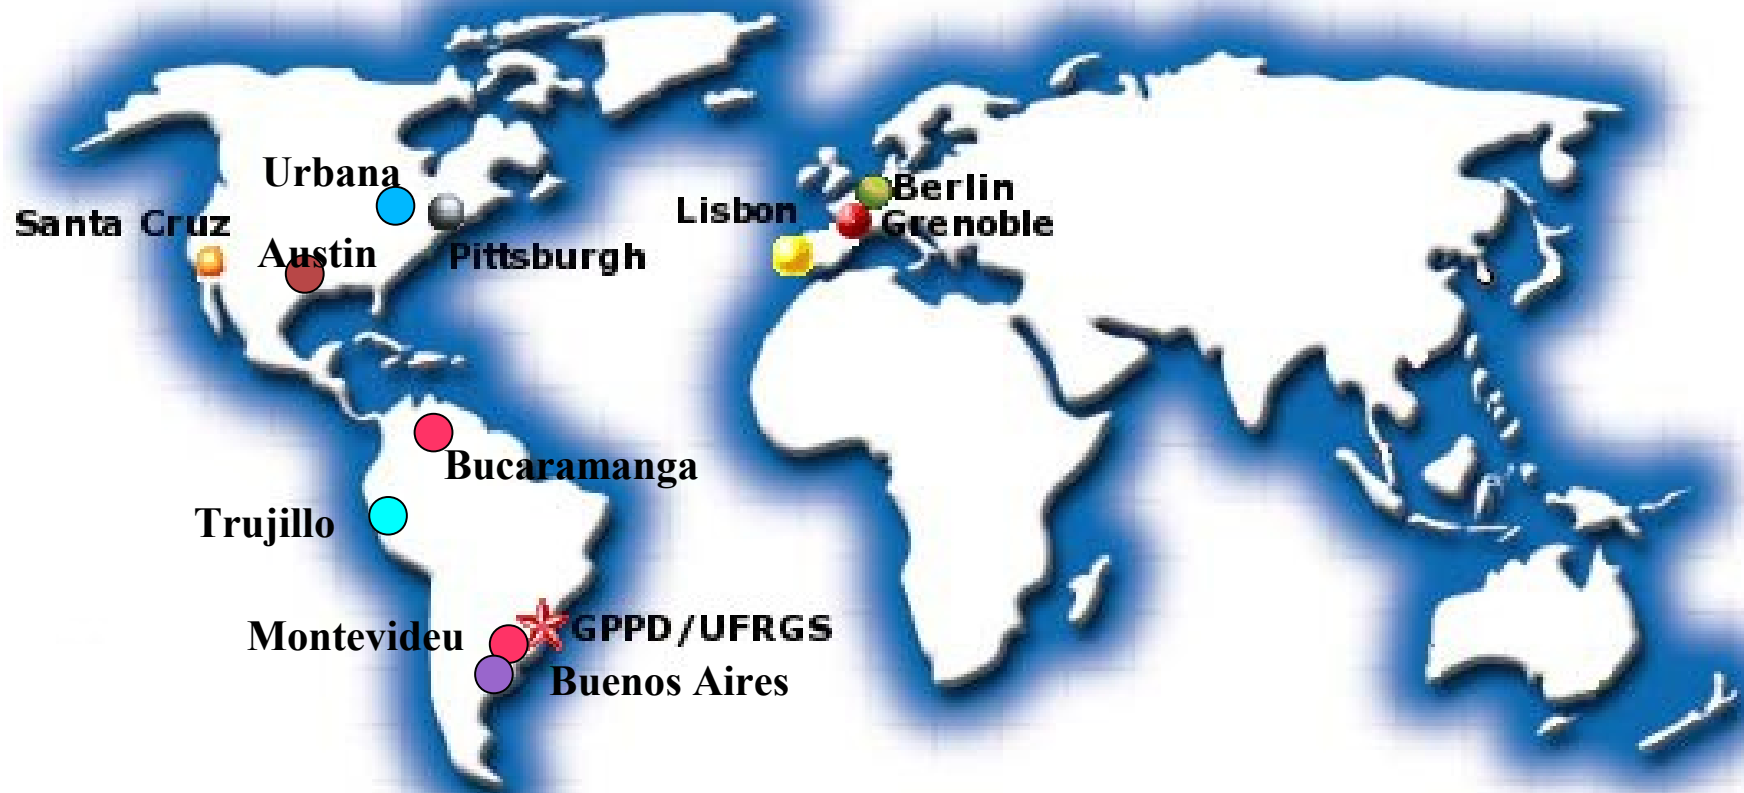 Urbana
Santa Cruz
Austin
Pittsburgh
Lisbon
Berlin
Grenoble
Bucaramanga
Trujillo
Montevideu
GPPD/UFRGS
Buenos Aires